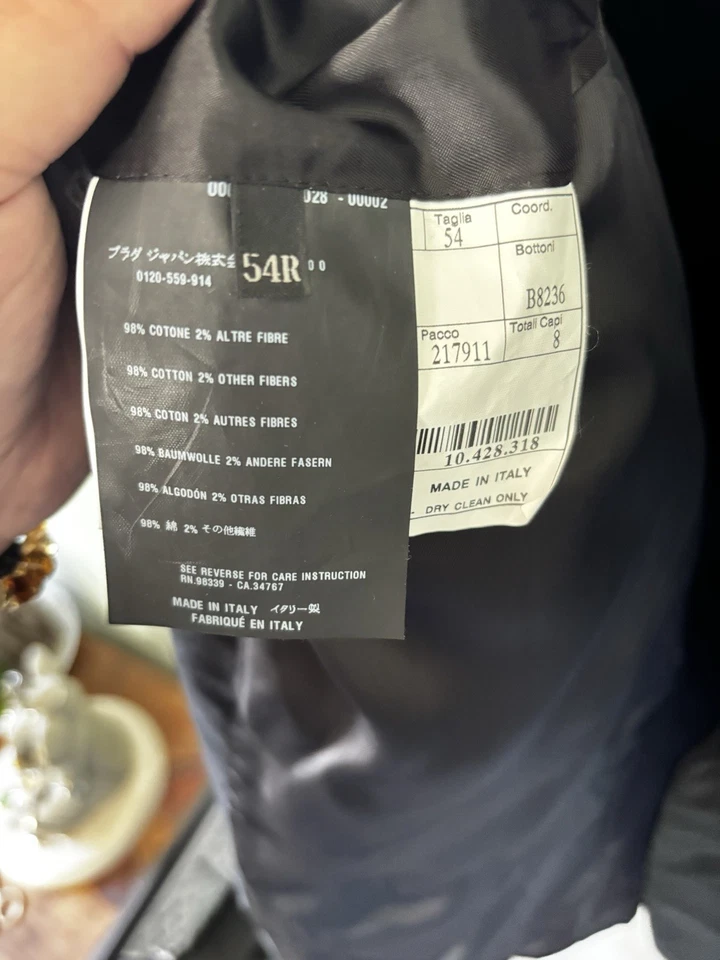 028 - 00002
プラダ ジャパン株式会
0120-559-914
54R
00
98% COTONE 2% ALTRE FIBRE
98% COTTON 2% OTHER FIBERS
98% COTON 2% AUTRES FIBRES
98% BAUMWOLLE 2% ANDERE FASERN
98% ALGODÓN 2% OTRAS FIBRAS
98% 綿 2% その他繊維
SEE REVERSE FOR CARE INSTRUCTION
RN.98339 - CA.34767
MADE IN ITALY イタリー製
FABRIQUÉ EN ITALY
Taglia
54
Coord.
Bottoni
B8236
Pacco
217911
Totali Capi
8
10.428.318
MADE IN ITALY
DRY CLEAN ONLY